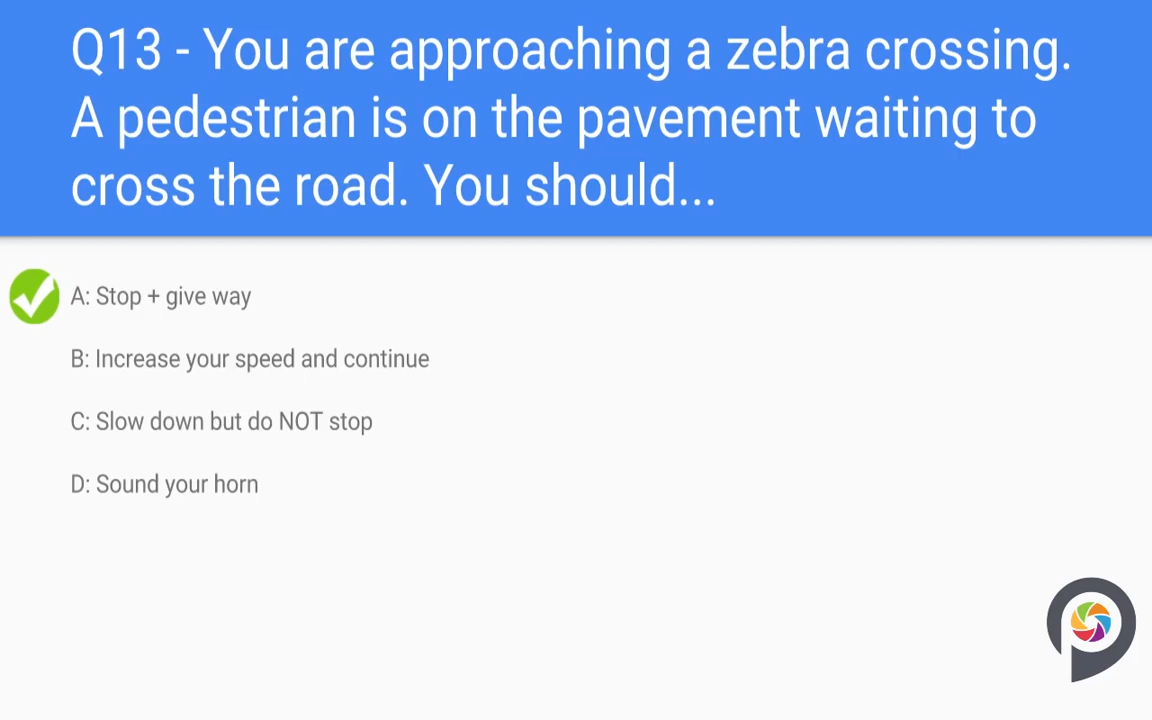 Q13 - You are approaching a zebra crossing.
A pedestrian is on the pavement waiting to
cross the road. You should...
A: Stop + give way
B: Increase your speed and continue
C: Slow down but do NOT stop
D: Sound your horn